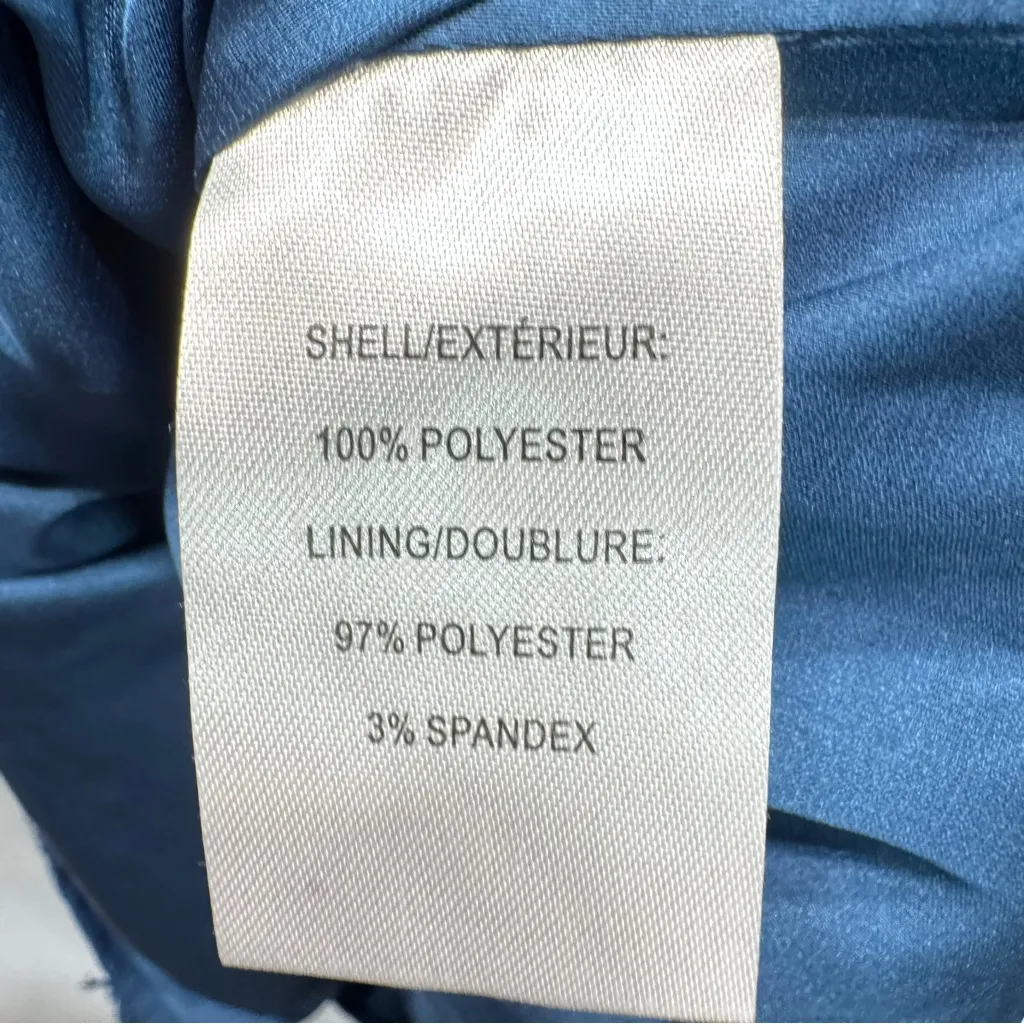 SHELL/EXTÉRIEUR:
100% POLYESTER
LINING/DOUBLURE:
97% POLYESTER
3% SPANDEX